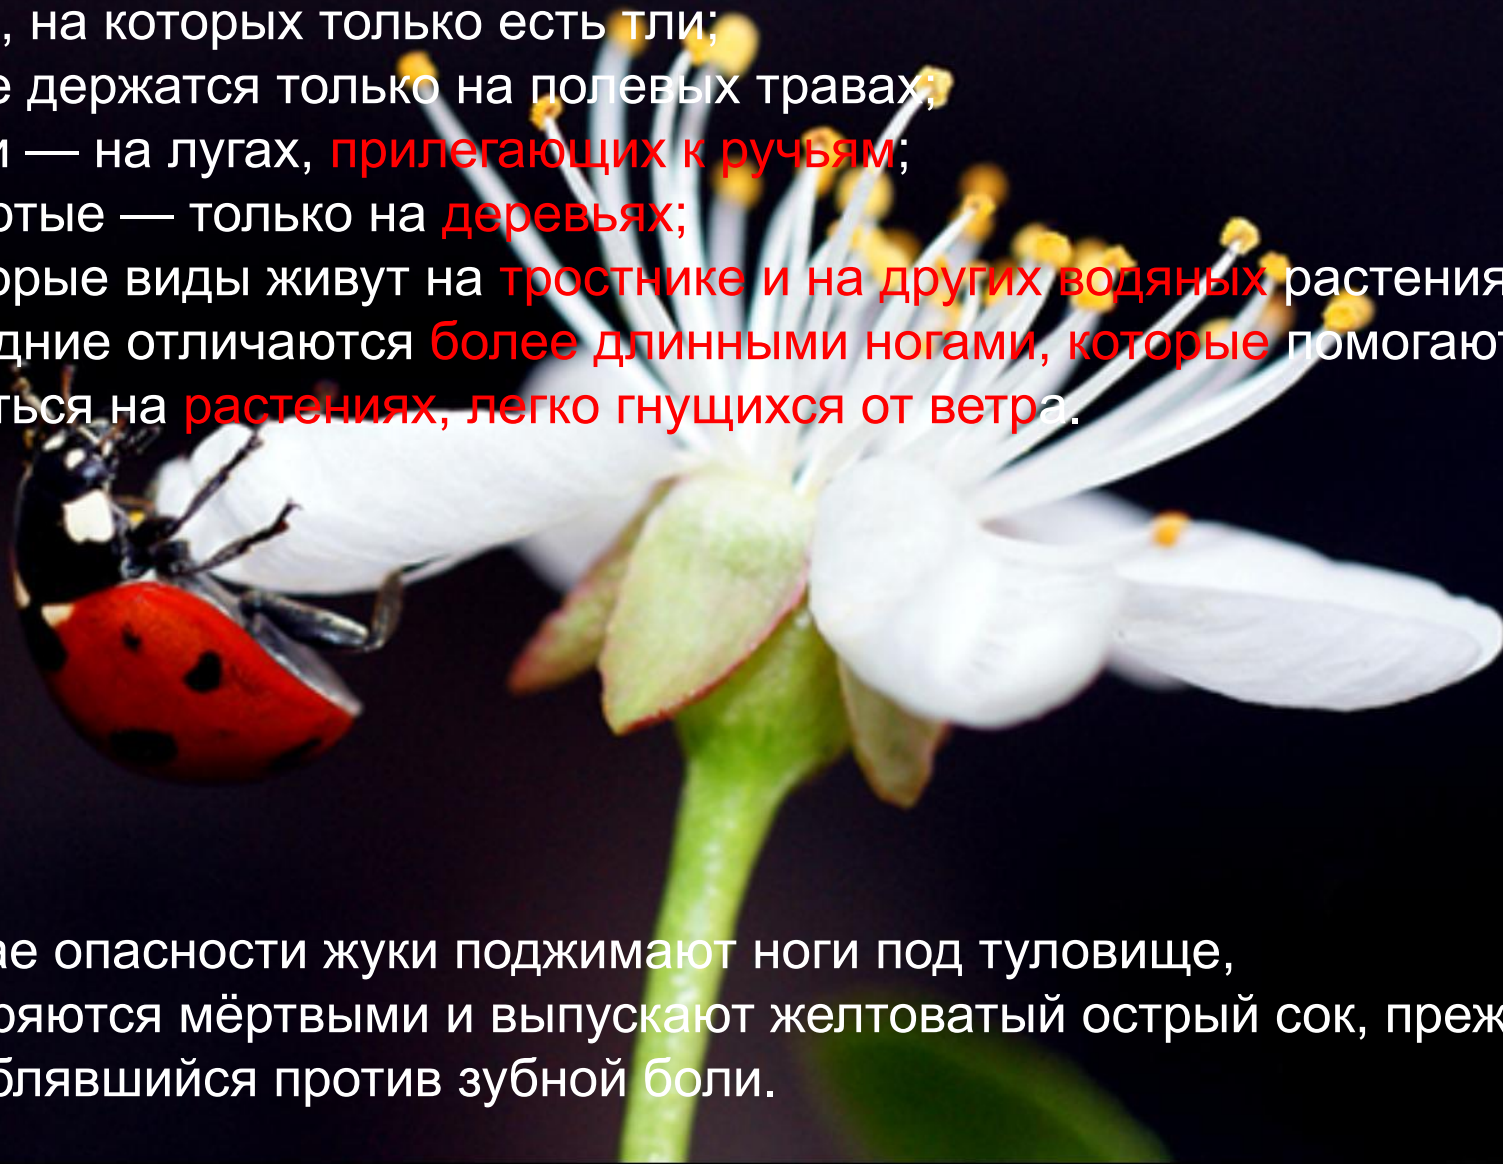 , на которых только есть тли;
е держатся только на полевых травах;
и — на лугах, прилегающих к ручьям;
отые — только на деревьях;
орые виды живут на тростнике и на других водяных растения
дние отличаются более длинными ногами, которые помогают
ться на растениях, легко гнущихся от ветра.
ае опасности жуки поджимают ноги под туловище,
ряются мёртвыми и выпускают желтоватый острый сок, преж
блявшийся против зубной боли.